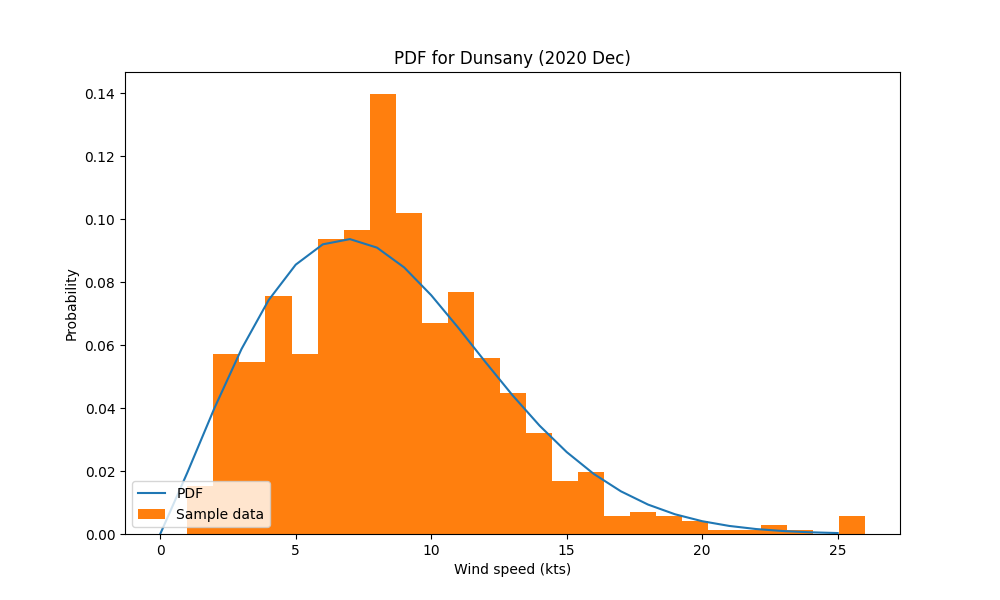 PDF for Dunsany (2020 Dec)
0.14
0.12
0.10
0.08
0.06
0.04
0.02
0.00
Probability
PDF
Sample data
0 5 10 15 20 25
Wind speed (kts)